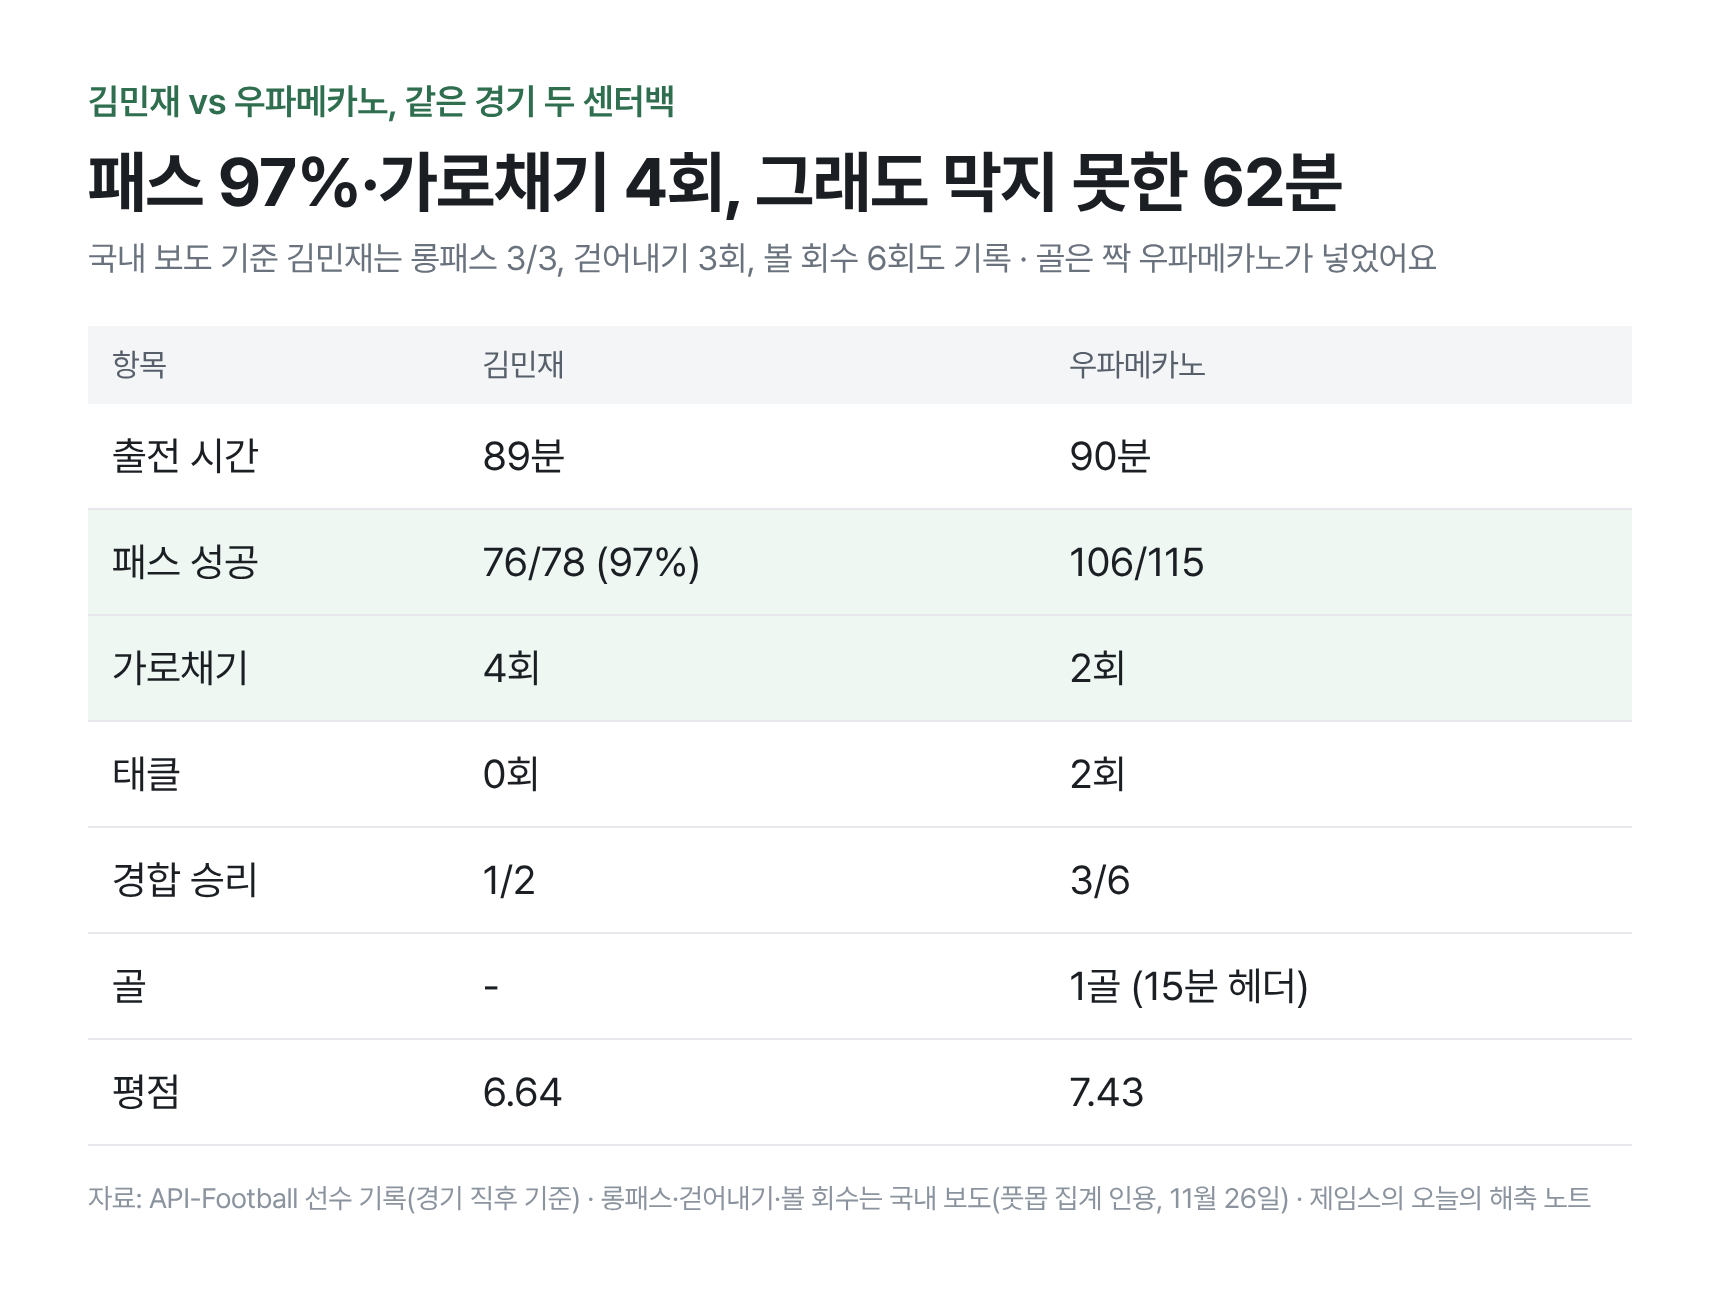 김민재 vs 우파메카노, 같은 경기 두 센터백
패스 97%·가로채기 4회, 그래도 막지 못한 62분
국내 보도 기준 김민재는 롱패스 3/3, 걷어내기 3회, 볼 회수 6회도 기록 · 골은 짝 우파메카노가 넣었어요
항목 김민재 우파메카노
출전 시간 89분 90분
패스 성공 76/78 (97%) 106/115
가로채기 4회 2회
태클 0회 2회
경합 승리 1/2 3/6
골 - 1골 (15분 헤더)
평점 6.64 7.43
자료: API-Football 선수 기록(경기 직후 기준) · 롱패스·걷어내기·볼 회수는 국내 보도(풋몹 집계 인용, 11월 26일) · 제임스의 오늘의 해축 노트